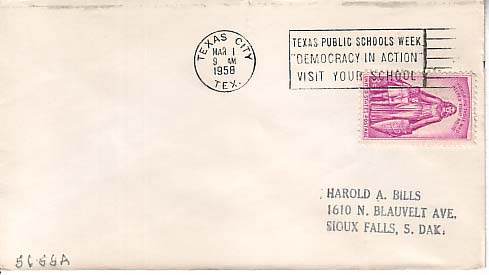 TEXAS CITY
MAR 1
9 AM
1958
TEX.
TEXAS PUBLIC SCHOOLS WEEK
"DEMOCRACY IN ACTION"
VISIT YOUR SCHOOL
HAROLD A. BILLS
1610 N. BLAUVELT AVE.
SIOUX FALLS, S. DAK.